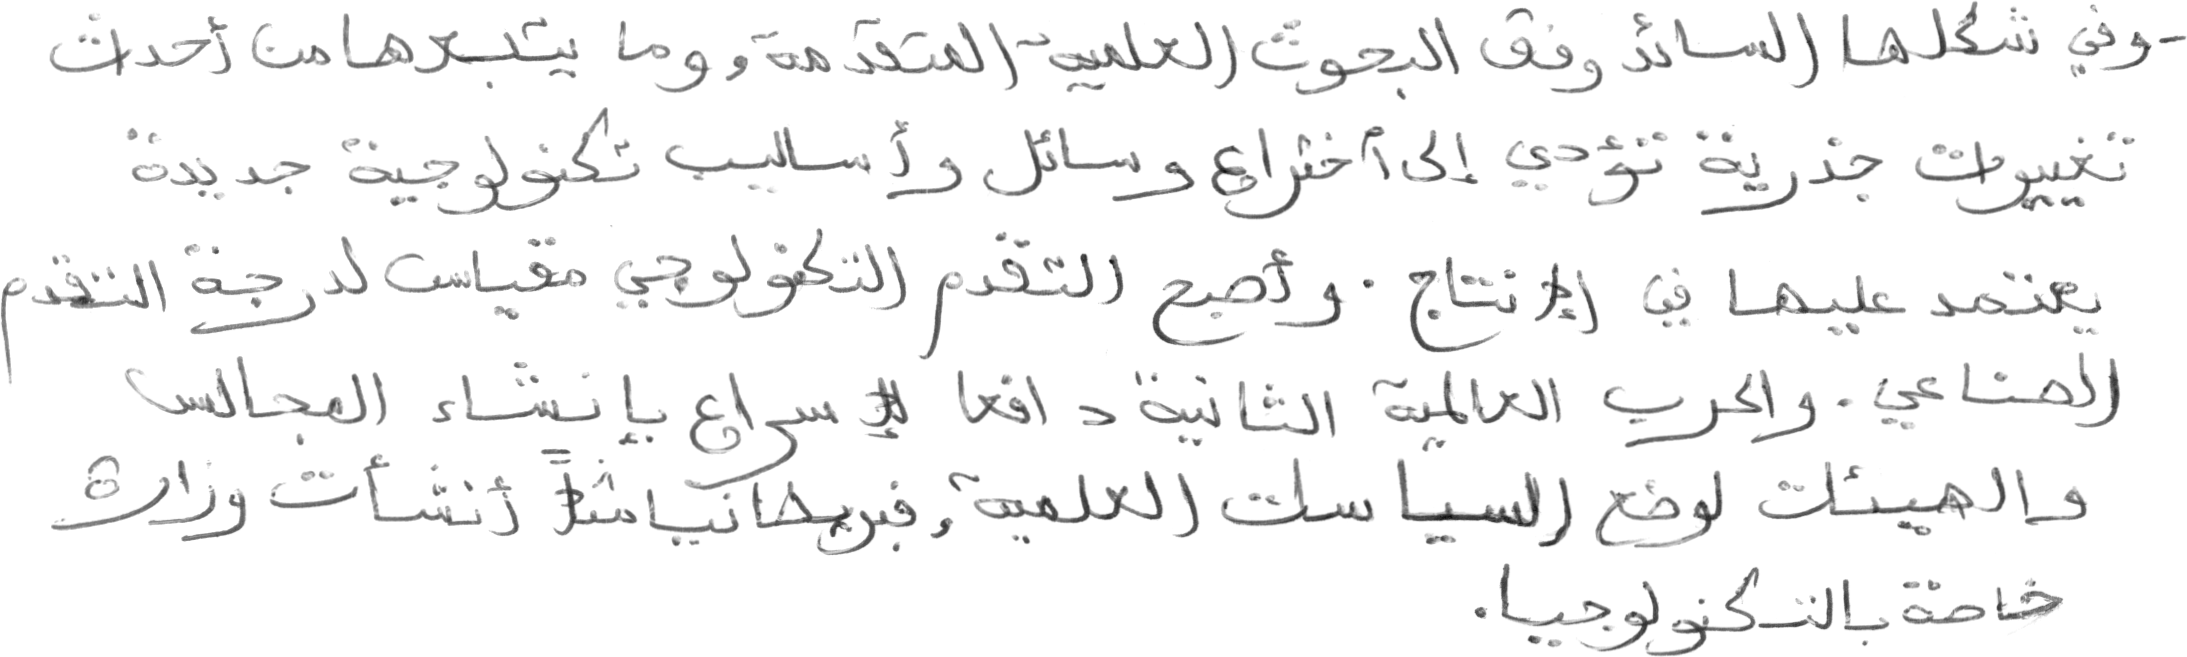 -وفي شكلها السائد وفق البحوث العلمية المتقدمة، وما يتبعها من أحداث
تغييرات جذرية تؤدي إلى اختراع وسائل وأساليب تكنولوجية جديدة
يعتمد عليها في الإنتاج. وأصبح التقدم التكنولوجي مقياس لدرجة التقدم
الصناعي. والحرب العالمية الثانية دافعا لإسراع بإنشاء المجالس
والهيئات لوضع السياسات العلمية، فبريطانيا مثلاً أنشأت وزارة
خاصة بالتكنولوجيا.